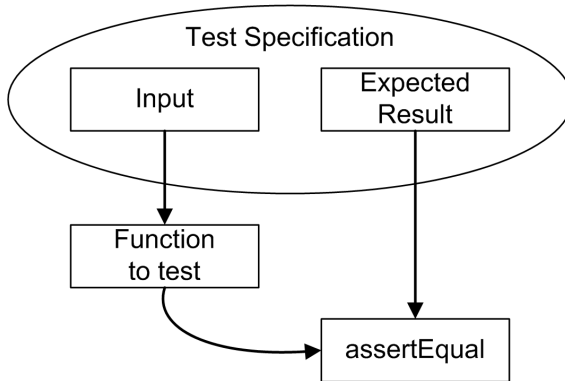 Test Specification
Input
Expected
Result
Function
to test
assertEqual